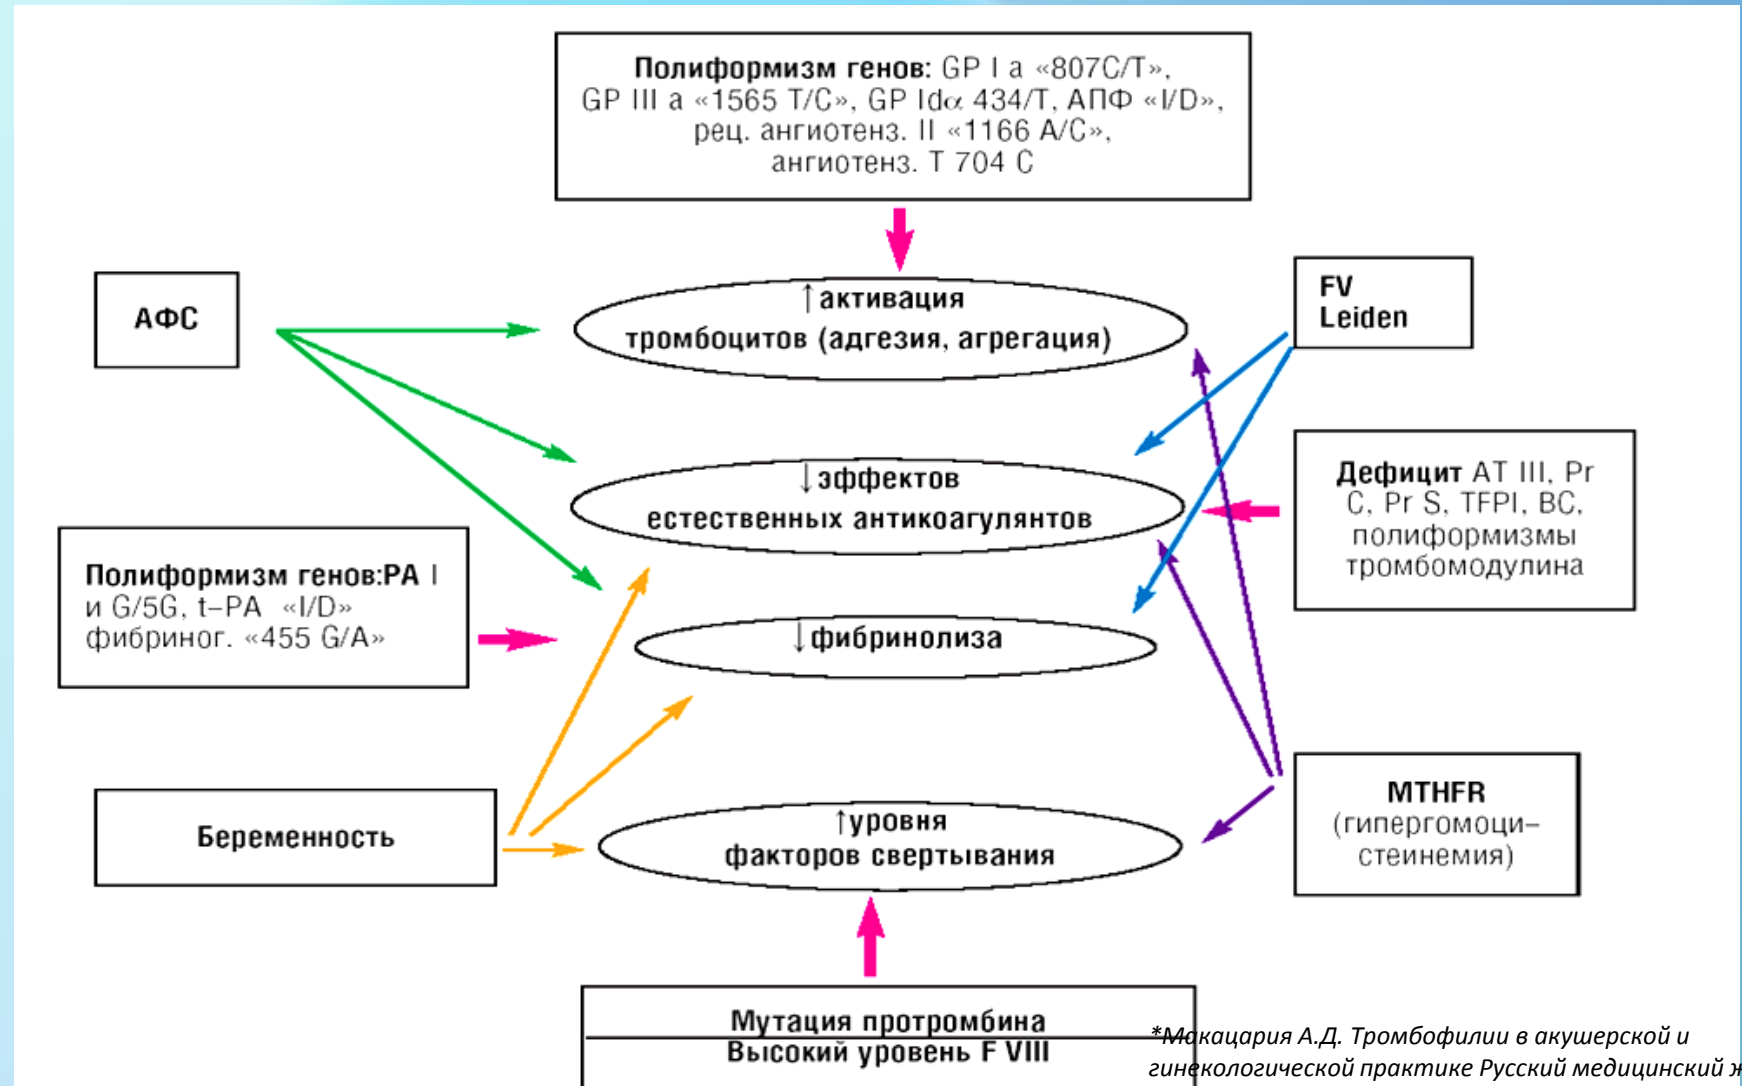 Полиформизм генов: GP I a «807C/T»,
GP III a «1565 T/C», GP Idα 434/T, АПФ «I/D»,
рец. ангиотенз. II «1166 A/C»,
ангиотенз. T 704 C
АФС
↑активация
тромбоцитов (адгезия, агрегация)
FV
Leiden
↓эффектов
естественных антикоагулянтов
Дефицит AT III, Pr
C, Pr S, TFPI, BC,
полиформизмы
тромбомодулина
Полиформизм генов:PA I
и G/5G, t–PA «I/D»
фибриног. «455 G/A»
↓фибринолиза
Беременность
↑уровня
факторов свертывания
MTHFR
(гипергомоци–
стеинемия)
Мутация протромбина
Высокий уровень F VIII
*Макацария А.Д. Тромбофилии в акушерской и
гинекологической практике Русский медицинский